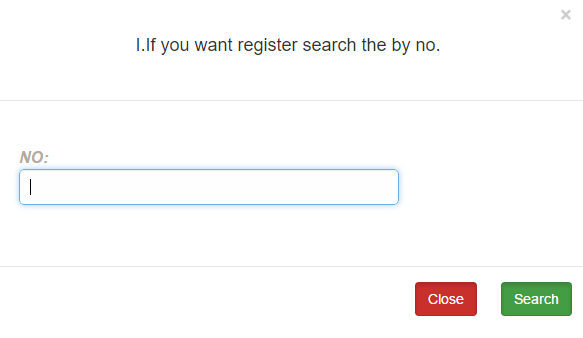 ×
I.If you want register search the by no.
NO:
Close Search